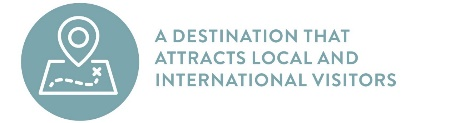 A DESTINATION THAT
ATTRACTS LOCAL AND
INTERNATIONAL VISITORS